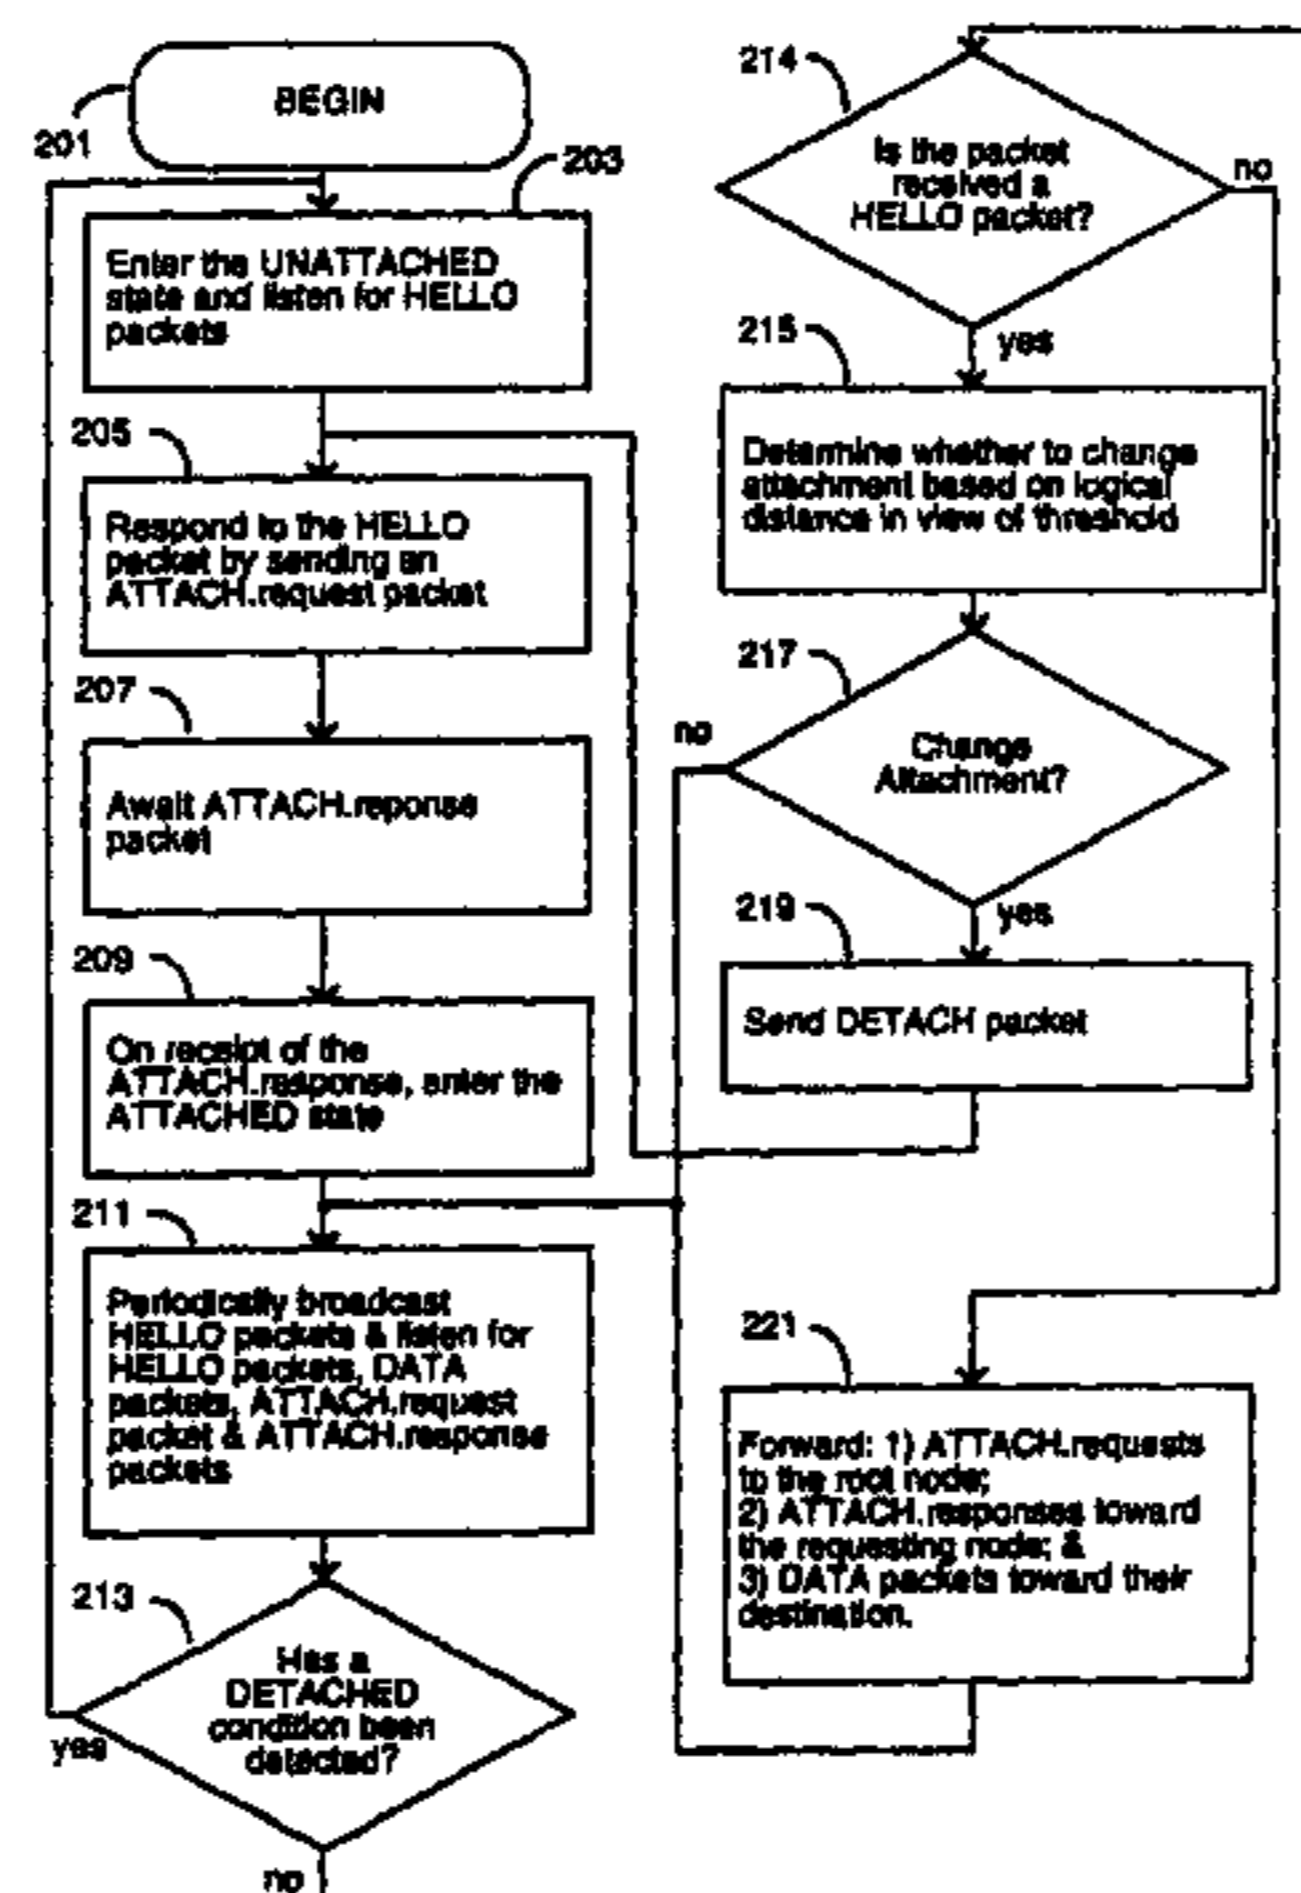 BEGIN
201
203
Enter the UNATTACHED
state and listen for HELLO
packets
205
Respond to the HELLO
packet by sending an
ATTACH.request packet
207
Await ATTACH.reponse
packet
209
On receipt of the
ATTACH.response, enter the
ATTACHED state
211
Periodically broadcast
HELLO packets & listen for
HELLO packets, DATA
packets, ATTACH.request
packet & ATTACH.response
packets
213
Has a
DETACHED
condition been
detected?
yes
no
214
Is the packet
received a
HELLO packet?
no
yes
215
Determine whether to change
attachment based on logical
distance in view of threshold
217
no
Change
Attachment?
yes
219
Send DETACH packet
221
Forward: 1) ATTACH.requests
to the root node;
2) ATTACH.responses toward
the requesting node; &
3) DATA packets toward their
destination.